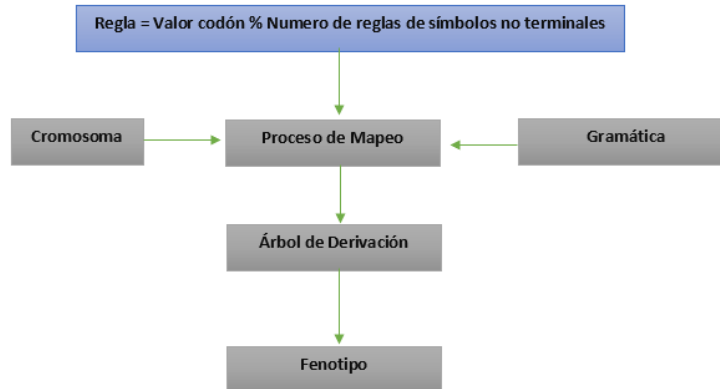 Regla = Valor codón % Numero de reglas de símbolos no terminales
Cromosoma
Proceso de Mapeo
Gramática
Árbol de Derivación
Fenotipo